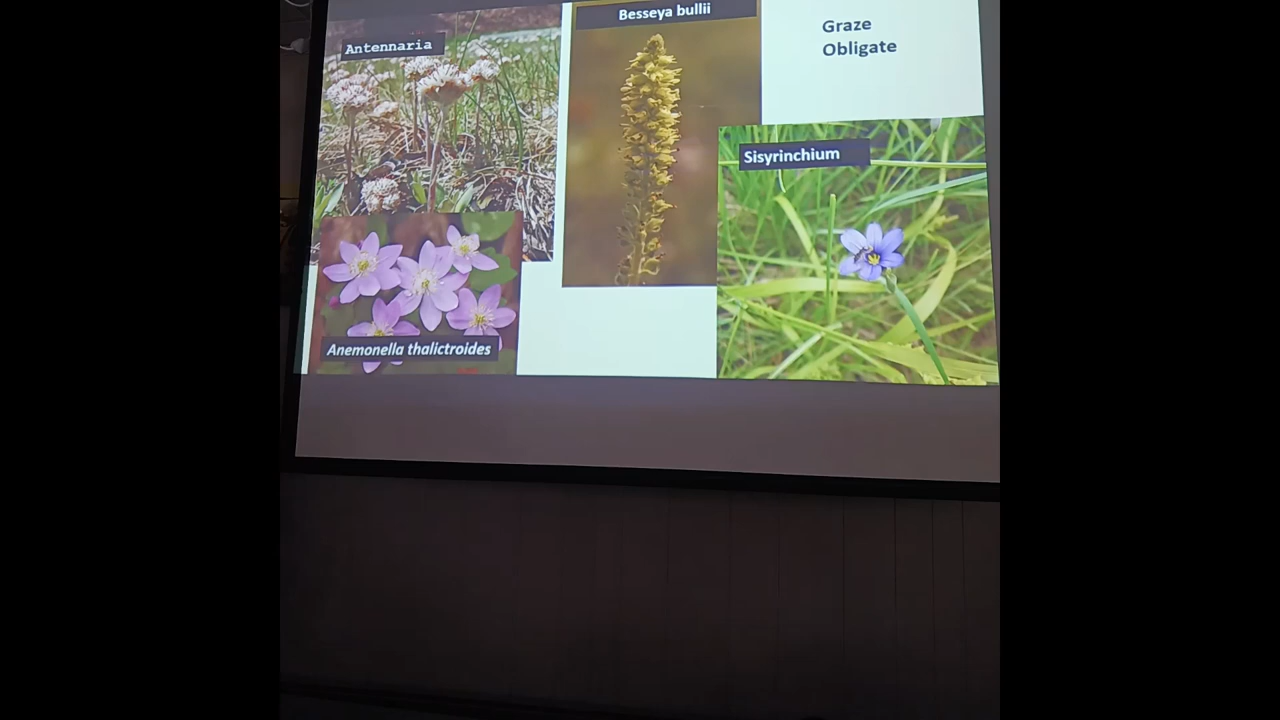 Antennaria
Besseya bullii
Graze
Obligate
Sisyrinchium
Anemonella thalictroides